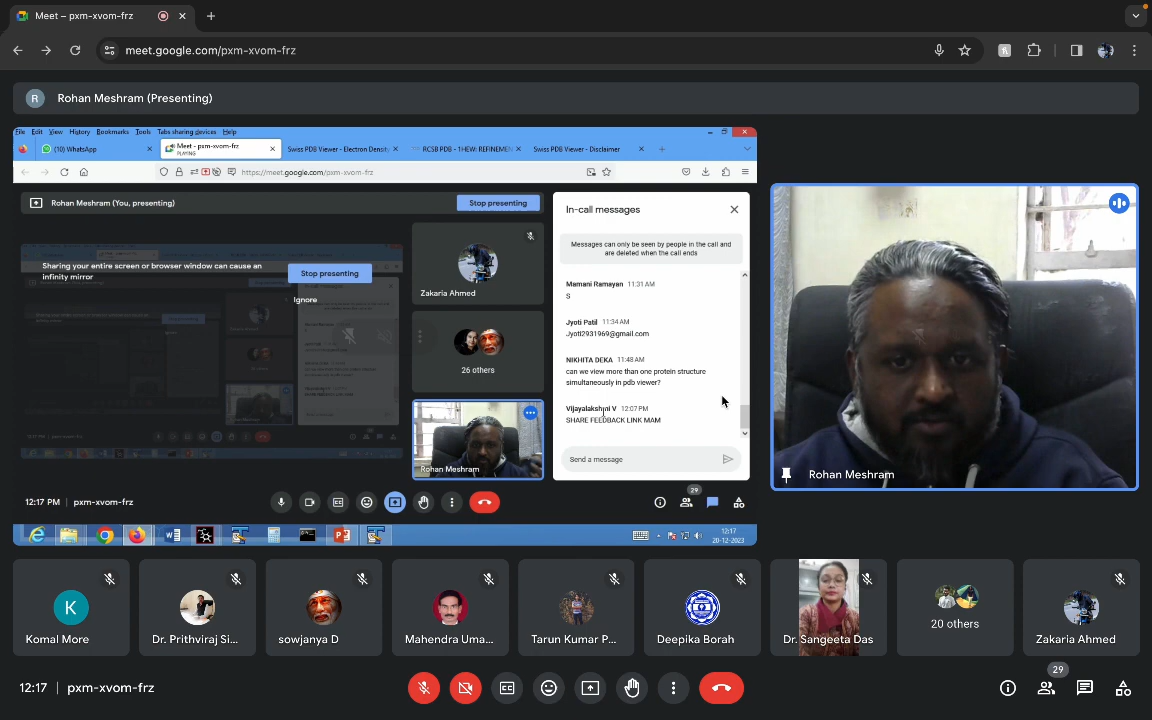 Meet – pxm-xvom-frz
meet.google.com/pxm-xvom-frz
R
Rohan Meshram (Presenting)
File Edit View History Bookmarks Tools Tabs sharing devices Help
(10) WhatsApp
Meet - pxm-xvom-frz
PLAYING
Swiss PDB Viewer - Electron Density
RCSB PDB - 1HEW: REFINEMEN
Swiss PDB Viewer - Disclaimer
https://meet.google.com/pxm-xvom-frz
Rohan Meshram (You, presenting)
Stop presenting
Sharing your entire screen or browser window can cause an
infinity mirror
Stop presenting
Ignore
Zakaria Ahmed
26 others
Rohan Meshram
In-call messages
Messages can only be seen by people in the call and
are deleted when the call ends
Mamani Ramayan 11:31 AM
S
Jyoti Patil 11:34 AM
Jyoti2931969@gmail.com
NIKHITA DEKA 11:48 AM
can we view more than one protein structure
simultaneously in pdb viewer?
Vijayalakshmi V 12:07 PM
SHARE FEEDBACK LINK MAM
Send a message
12:17 PM | pxm-xvom-frz
29
12:17
20-12-2023
Rohan Meshram
K
Komal More
Dr. Prithviraj Si...
sowjanya D
Mahendra Uma...
Tarun Kumar P...
Deepika Borah
Dr. Sangeeta Das
20 others
Zakaria Ahmed
12:17 | pxm-xvom-frz
29